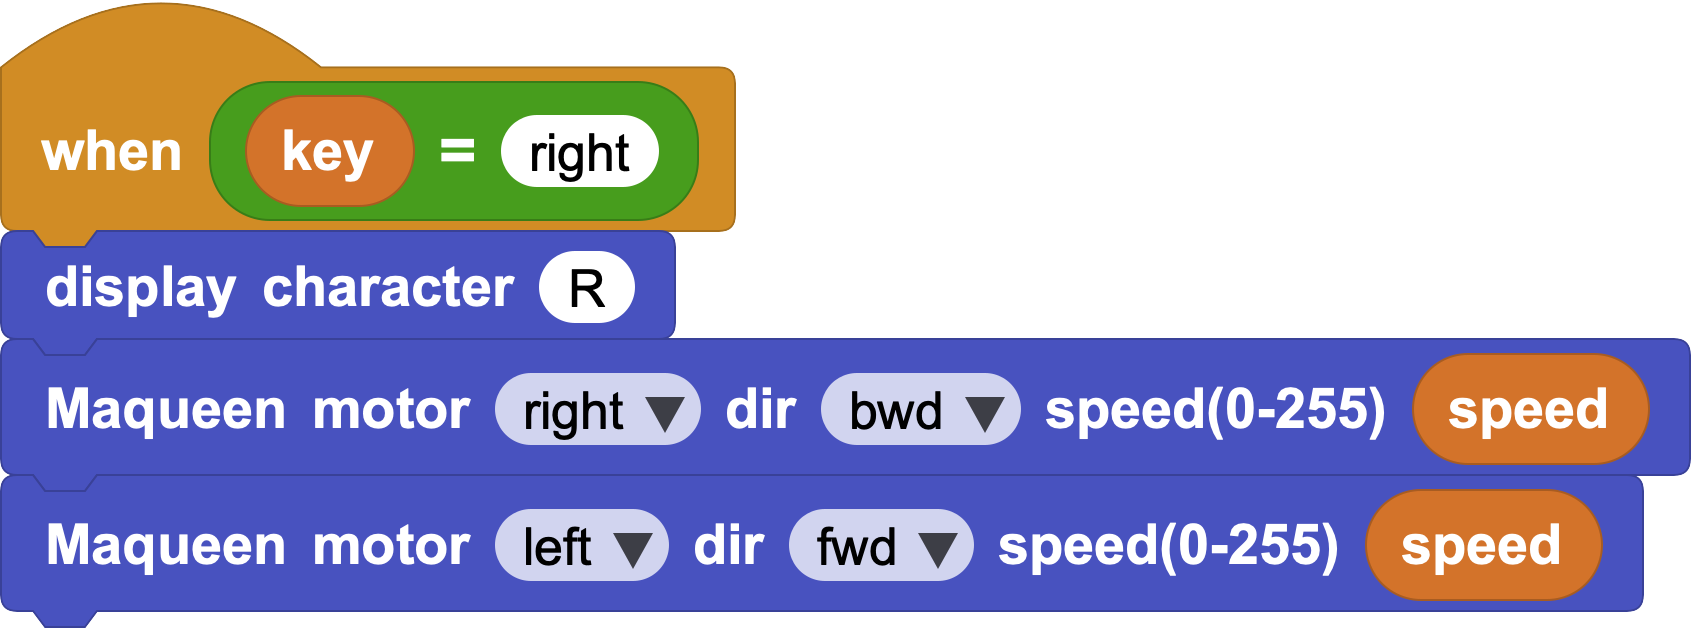 when key = right
display character R
Maqueen motor right dir bwd speed(0-255) speed
Maqueen motor left dir fwd speed(0-255) speed